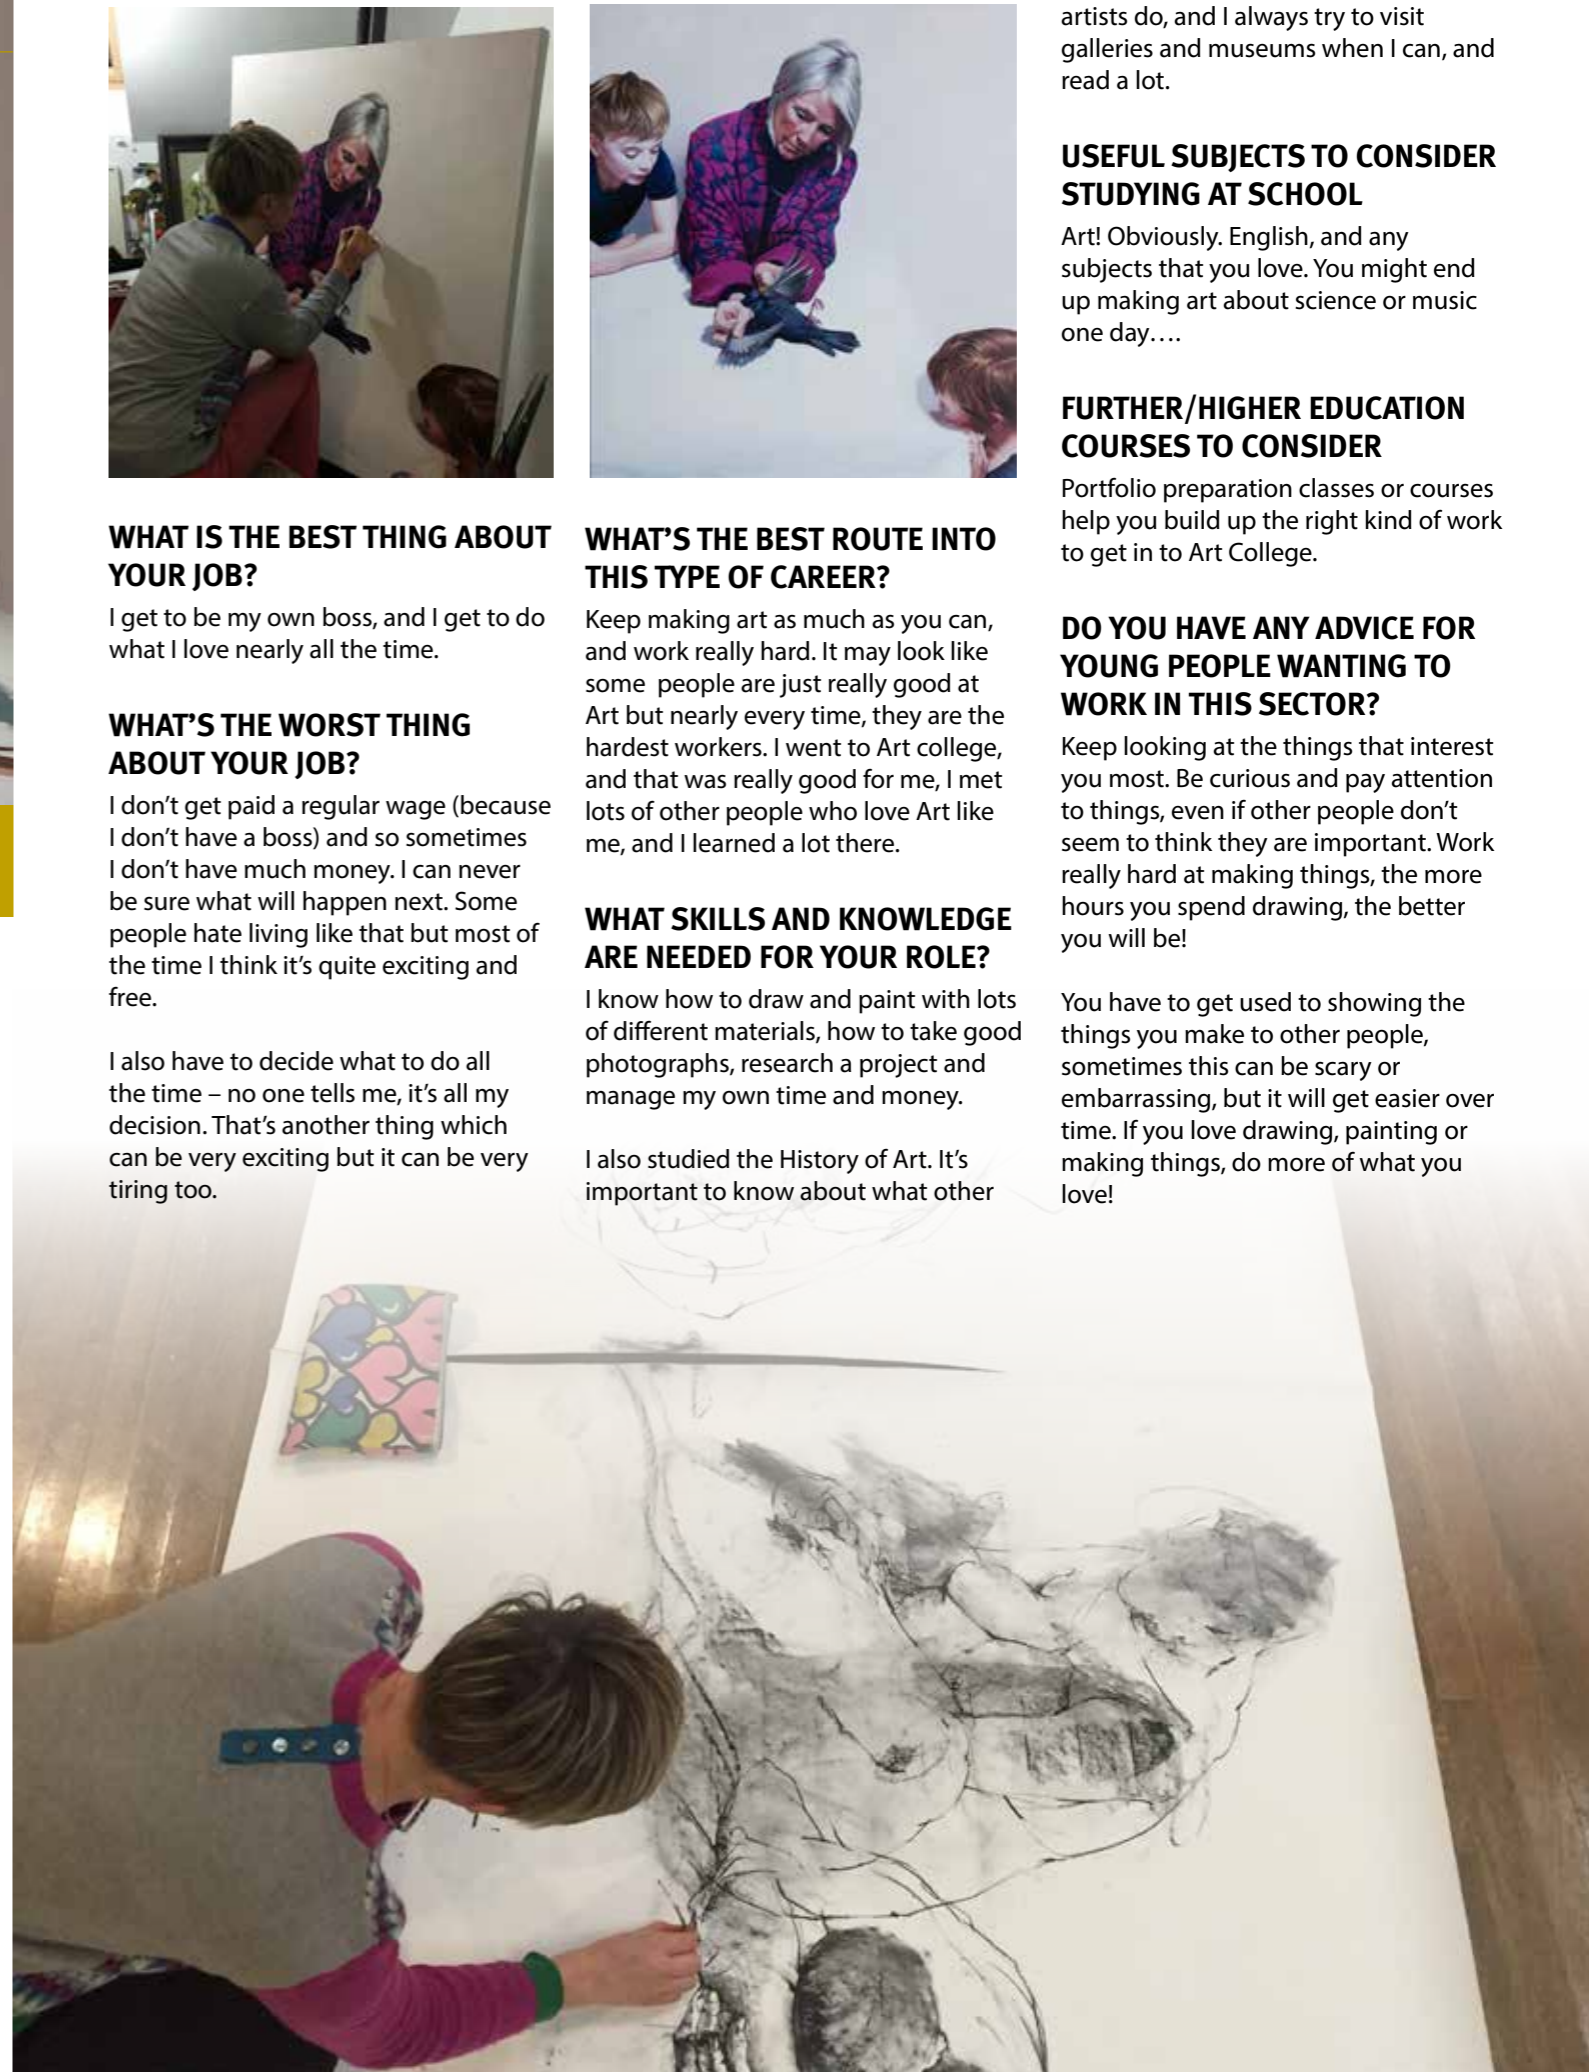 WHAT IS THE BEST THING ABOUT
YOUR JOB?
I get to be my own boss, and I get to do
what I love nearly all the time.
WHAT’S THE WORST THING
ABOUT YOUR JOB?
I don’t get paid a regular wage (because
I don’t have a boss) and so sometimes
I don’t have much money. I can never
be sure what will happen next. Some
people hate living like that but most of
the time I think it’s quite exciting and
free.
I also have to decide what to do all
the time – no one tells me, it’s all my
decision. That’s another thing which
can be very exciting but it can be very
tiring too.
WHAT’S THE BEST ROUTE INTO
THIS TYPE OF CAREER?
Keep making art as much as you can,
and work really hard. It may look like
some  people are just really good at
Art but nearly every time, they are the
hardest workers. I went to Art college,
and that was really good for me, I met
lots of other people who love Art like
me, and I learned a lot there.
WHAT SKILLS AND KNOWLEDGE
ARE NEEDED FOR YOUR ROLE?
I know how to draw and paint with lots
of different materials, how to take good
photographs, research a project and
manage my own time and money.
I also studied the History of Art. It’s
important to know about what other
artists do, and I always try to visit
galleries and museums when I can, and
read a lot.
USEFUL SUBJECTS TO CONSIDER
STUDYING AT SCHOOL
Art! Obviously. English, and any
subjects that you love. You might end
up making art about science or music
one day….
FURTHER/HIGHER EDUCATION
COURSES TO CONSIDER
Portfolio preparation classes or courses
help you build up the right kind of work
to get in to Art College.
DO YOU HAVE ANY ADVICE FOR
YOUNG PEOPLE WANTING TO
WORK IN THIS SECTOR?
Keep looking at the things that interest
you most. Be curious and pay attention
to things, even if other people don’t
seem to think they are important. Work
really hard at making things, the more
hours you spend drawing, the better
you will be!
You have to get used to showing the
things you make to other people,
sometimes this can be scary or
embarrassing, but it will get easier over
time. If you love drawing, painting or
making things, do more of what you
love!